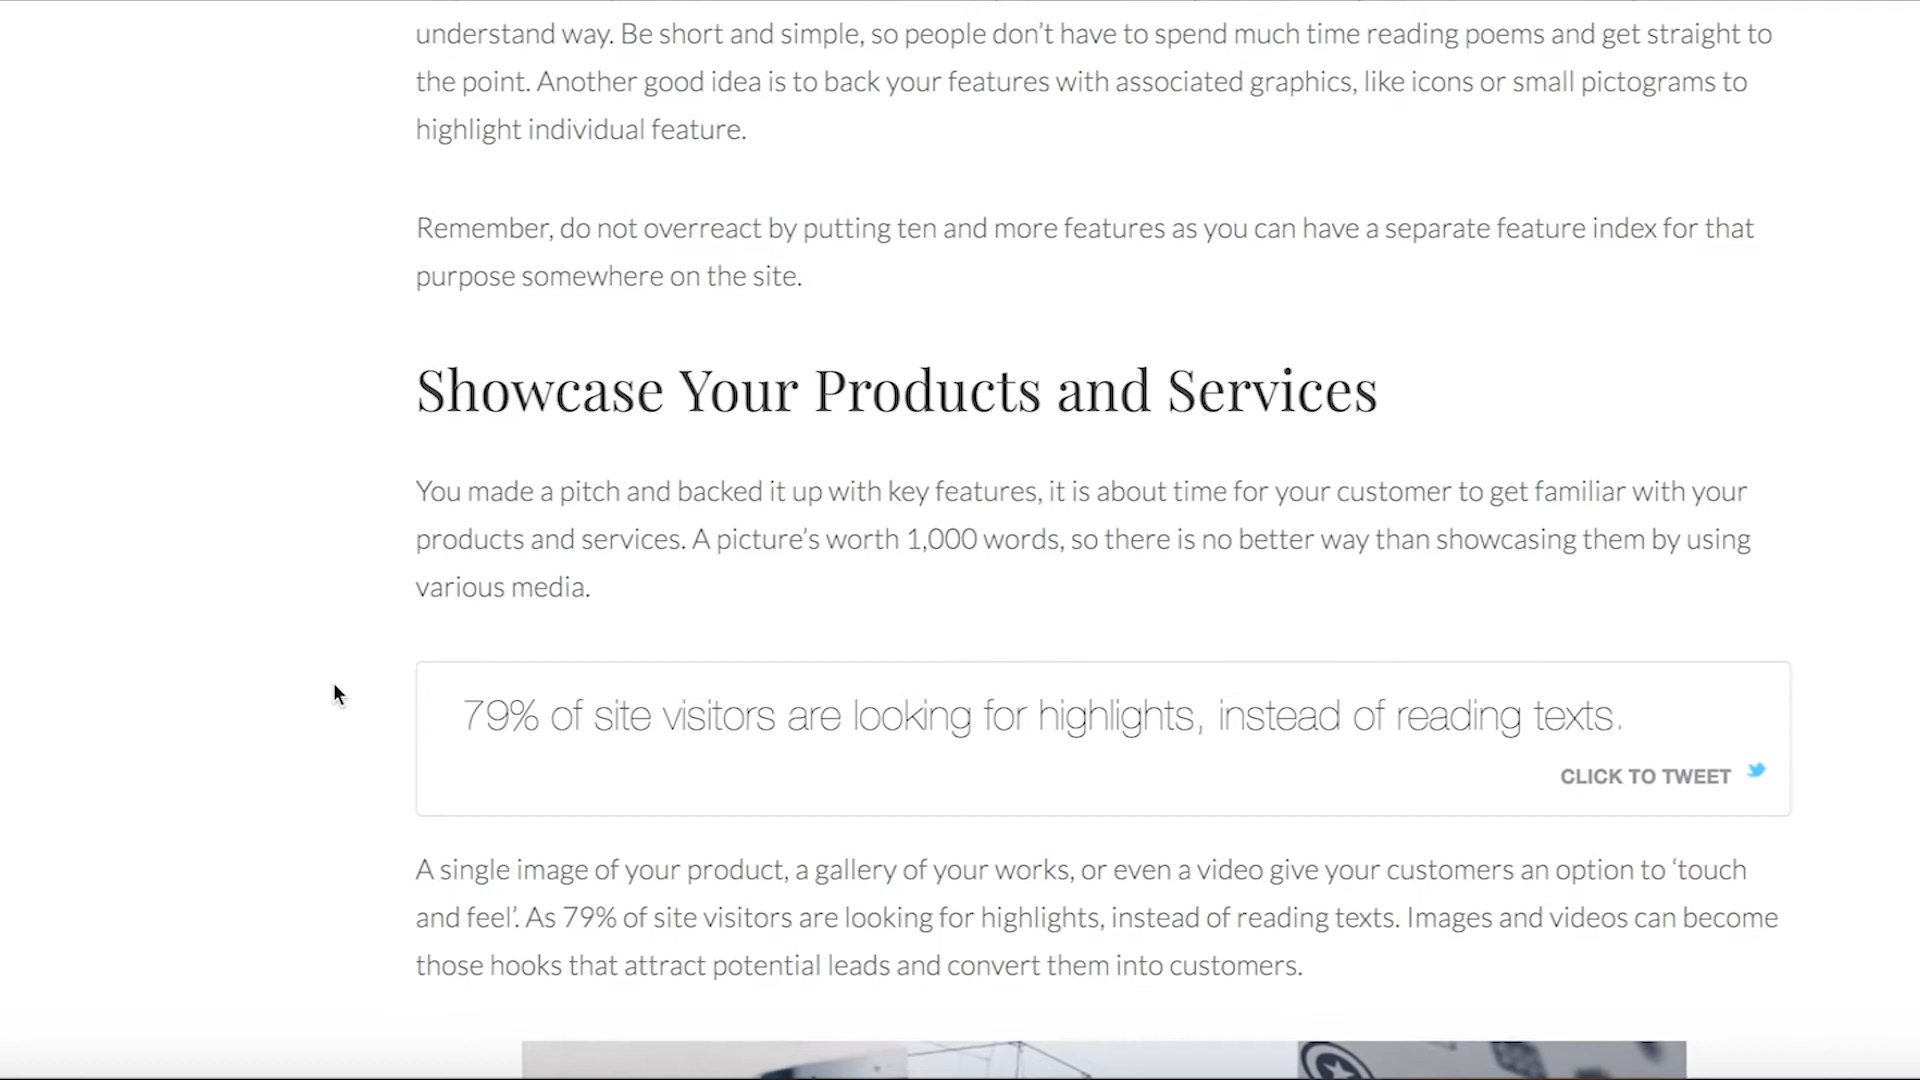 understand way. Be short and simple, so people don’t have to spend much time reading poems and get straight to
the point. Another good idea is to back your features with associated graphics, like icons or small pictograms to
highlight individual feature.
Remember, do not overreact by putting ten and more features as you can have a separate feature index for that
purpose somewhere on the site.
Showcase Your Products and Services
You made a pitch and backed it up with key features, it is about time for your customer to get familiar with your
products and services. A picture’s worth 1,000 words, so there is no better way than showcasing them by using
various media.
79% of site visitors are looking for highlights, instead of reading texts.
CLICK TO TWEET
A single image of your product, a gallery of your works, or even a video give your customers an option to ‘touch
and feel’. As 79% of site visitors are looking for highlights, instead of reading texts. Images and videos can become
those hooks that attract potential leads and convert them into customers.